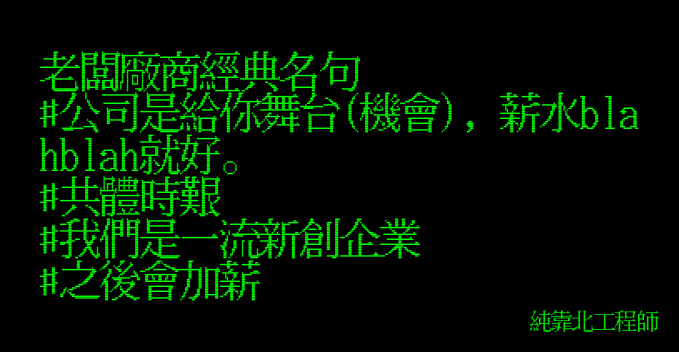 老闆廠商經典名句
#公司是給你舞台(機會)，薪水bla
hblah就好。
#共體時艱
#我們是一流新創企業
#之後會加薪
純靠北工程師